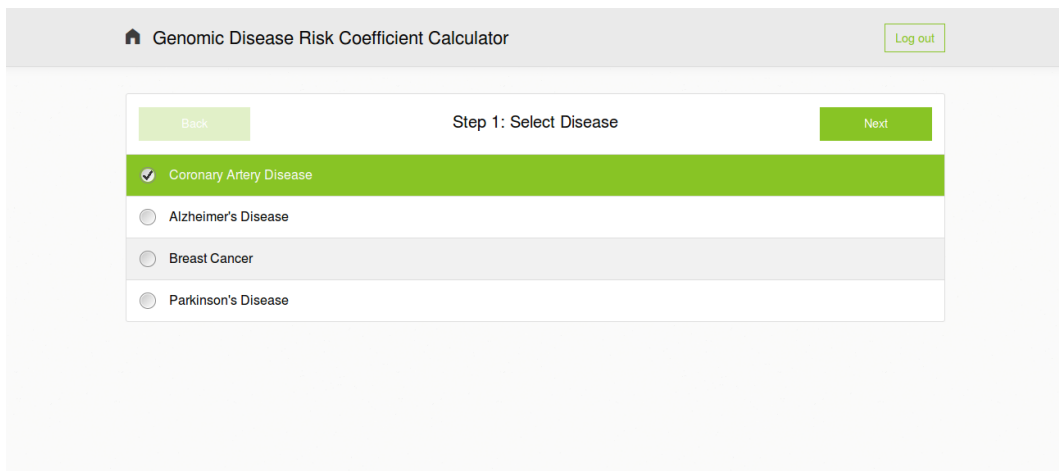 Genomic Disease Risk Coefficient Calculator
Log out
Back
Step 1: Select Disease
Next
Coronary Artery Disease
Alzheimer's Disease
Breast Cancer
Parkinson's Disease